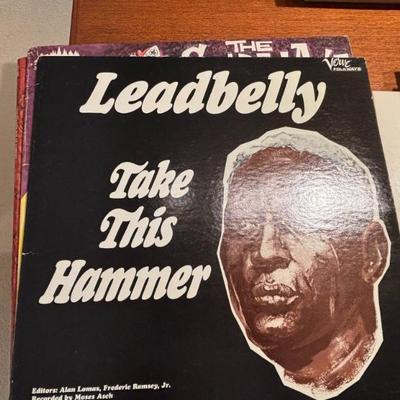 THE
Verve
FOLKWAYS
Leadbelly
Take
This
Hammer
Editors: Alan Lomax, Frederic Ramsey, Jr.
Recorded by Moses Asch